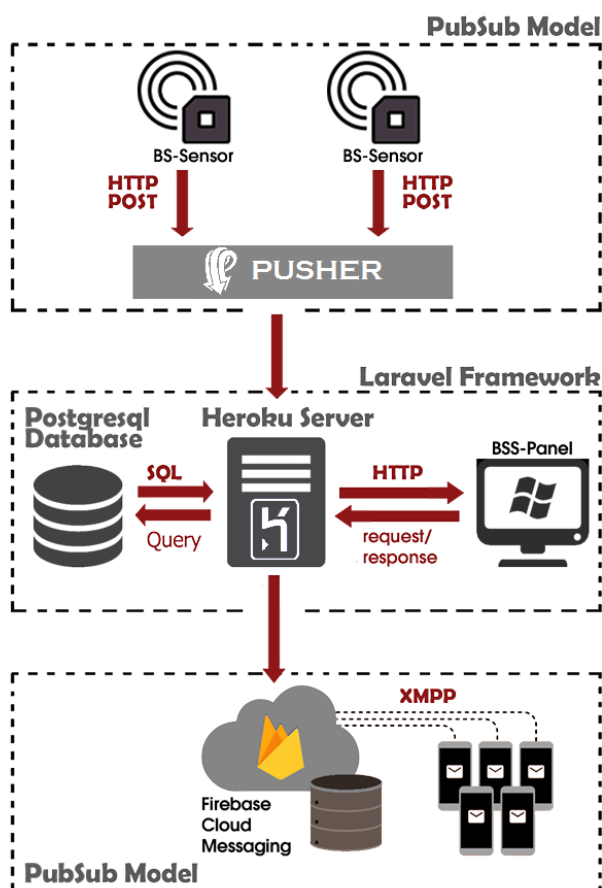 PubSub Model
BS-Sensor
BS-Sensor
HTTP
POST
HTTP
POST
PUSHER
Laravel Framework
Postgresql
Database
Heroku Server
BSS-Panel
SQL
HTTP
Query
request/
response
XMPP
Firebase
Cloud
Messaging
PubSub Model